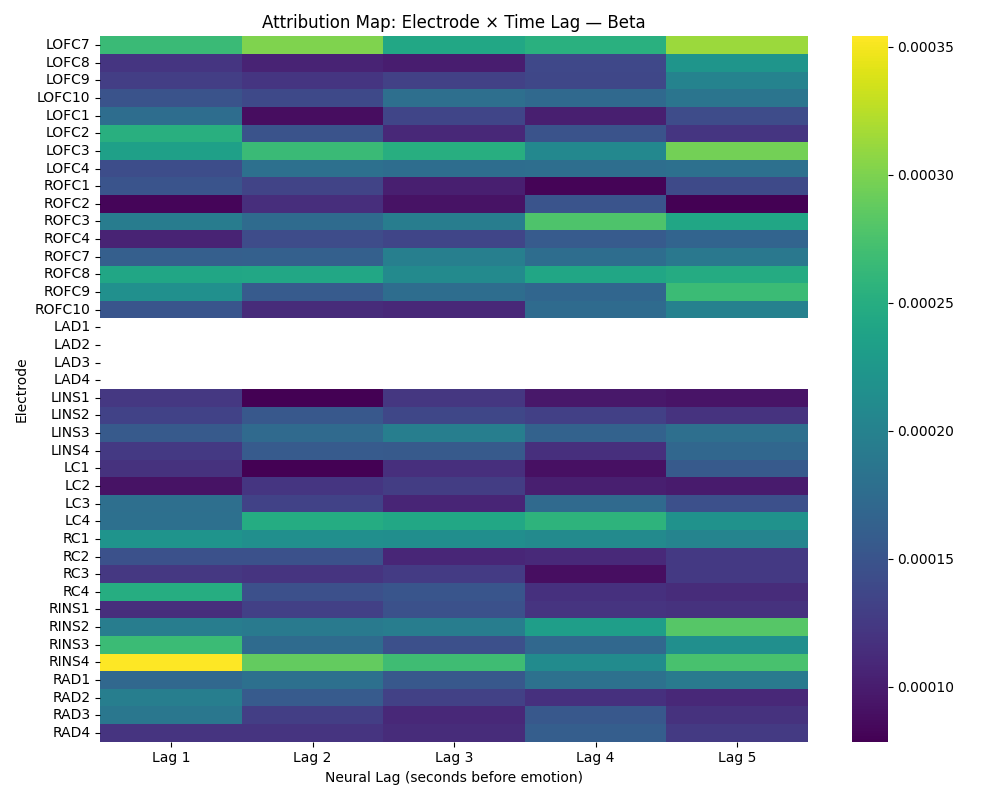 Attribution Map: Electrode × Time Lag — Beta
Electrode
LOFC7
LOFC8
LOFC9
LOFC10
LOFC1
LOFC2
LOFC3
LOFC4
ROFC1
ROFC2
ROFC3
ROFC4
ROFC7
ROFC8
ROFC9
ROFC10
LAD1
LAD2
LAD3
LAD4
LINS1
LINS2
LINS3
LINS4
LC1
LC2
LC3
LC4
RC1
RC2
RC3
RC4
RINS1
RINS2
RINS3
RINS4
RAD1
RAD2
RAD3
RAD4
Lag 1 Lag 2 Lag 3 Lag 4 Lag 5
Neural Lag (seconds before emotion)
0.00035
0.00030
0.00025
0.00020
0.00015
0.00010